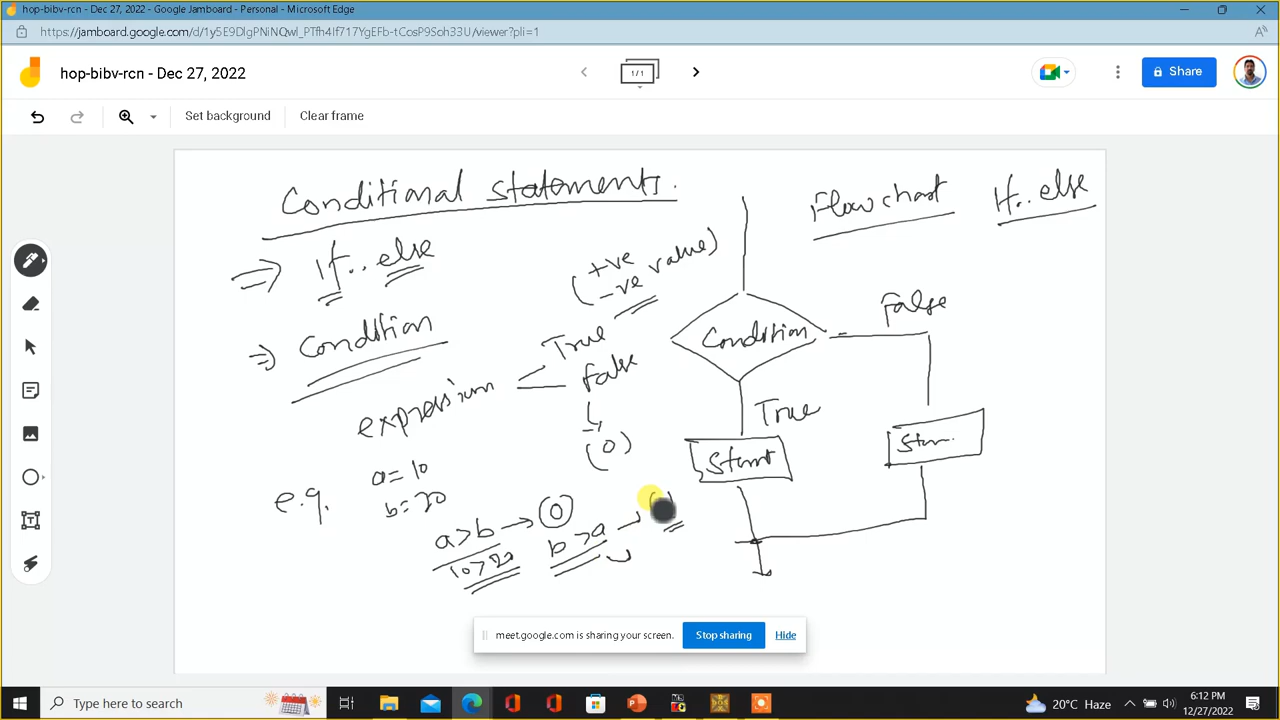 hop-bibv-rcn - Dec 27, 2022 - Google Jamboard - Personal - Microsoft Edge
https://jamboard.google.com/d/1y5E9DlgPNiNQwl_PTfh4lf717YgEFb-tCosP9Soh33U/viewer?pli=1
hop-bibv-rcn - Dec 27, 2022
1/1
Share
Set background
Clear frame
Conditional statements.
Flow chart
If..else
=> If..else
(+ve
-ve value)
=> Condition
expression
True
False
(0)
e.g.
a=10
b=20
a>b → 0
10>20
b>a →
Condition
False
True
Stmt
Stm.
meet.google.com is sharing your screen.
Stop sharing
Hide
Type here to search
20°C Haze
6:12 PM
12/27/2022